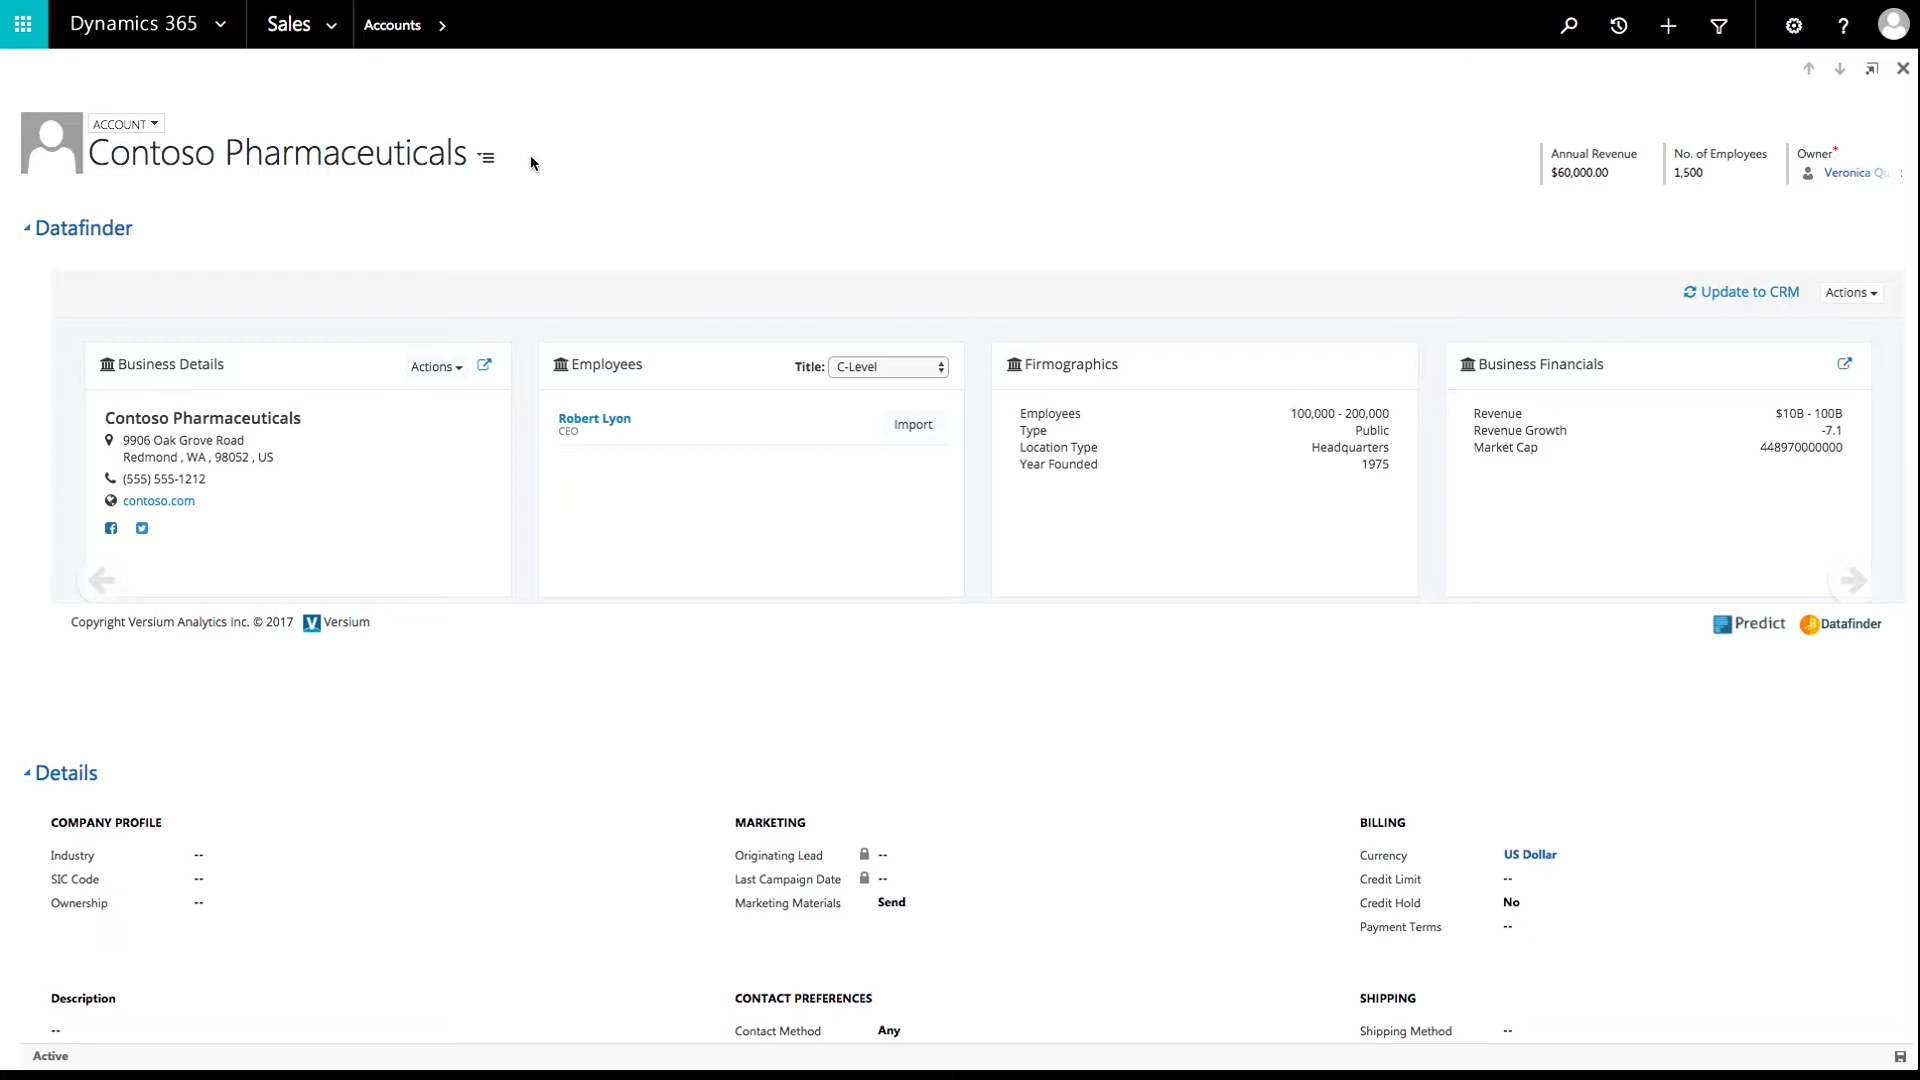 Dynamics 365 Sales Accounts
ACCOUNT
Contoso Pharmaceuticals
Annual Revenue
$60,000.00
No. of Employees
1,500
Owner*
Veronica
Datafinder
Update to CRM Actions
Business Details Actions
Contoso Pharmaceuticals
9906 Oak Grove Road
Redmond , WA , 98052 , US
(555) 555-1212
contoso.com
Employees Title: C-Level
Robert Lyon
CEO
Import
Firmographics
Employees 100,000 - 200,000
Type Public
Location Type Headquarters
Year Founded 1975
Business Financials
Revenue $10B - 100B
Revenue Growth -7.1
Market Cap 448970000000
Copyright Versium Analytics Inc. © 2017 V Versium
Predict Datafinder
Details
COMPANY PROFILE
Industry --
SIC Code --
Ownership --
MARKETING
Originating Lead --
Last Campaign Date --
Marketing Materials Send
BILLING
Currency US Dollar
Credit Limit --
Credit Hold No
Payment Terms --
Description
--
CONTACT PREFERENCES
Contact Method Any
SHIPPING
Shipping Method --
Active